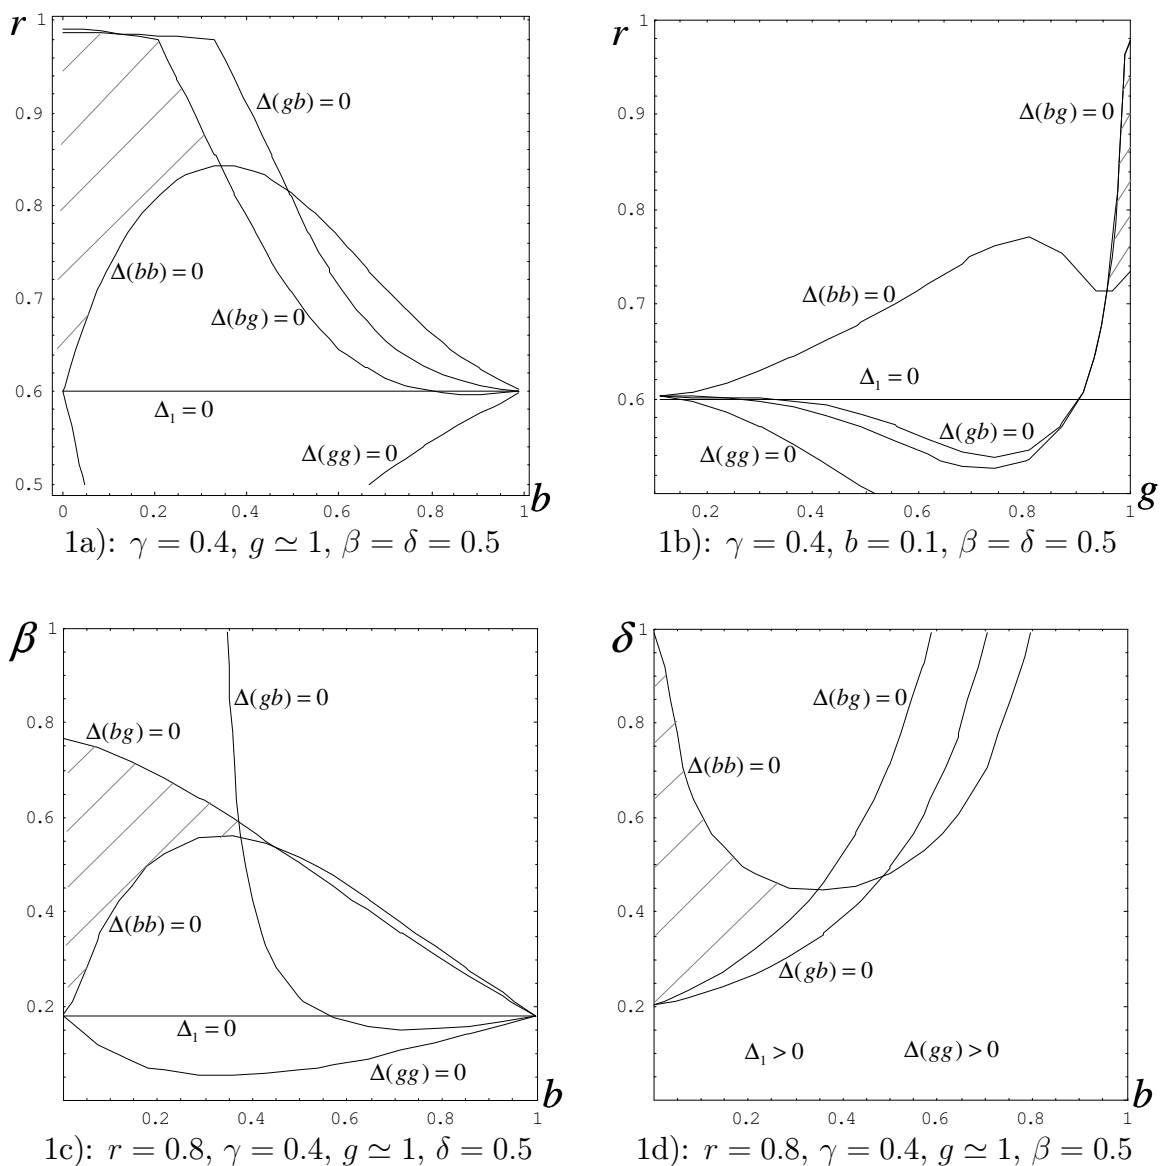 r
1
0.9
0.8
0.7
0.6
0.5
0
0.2
0.4
0.6
0.8
1
b
Δ(gb) = 0
Δ(bb) = 0
Δ(bg) = 0
Δ₁ = 0
Δ(gg) = 0
1a): γ = 0.4, g ≃ 1, β = δ = 0.5
r
1
0.9
0.8
0.7
0.6
0.2
0.4
0.6
0.8
1
g
Δ(bg) = 0
Δ(bb) = 0
Δ₁ = 0
Δ(gb) = 0
Δ(gg) = 0
1b): γ = 0.4, b = 0.1, β = δ = 0.5
β
1
0.8
0.6
0.4
0.2
0.2
0.4
0.6
0.8
1
b
Δ(gb) = 0
Δ(bg) = 0
Δ(bb) = 0
Δ₁ = 0
Δ(gg) = 0
1c): r = 0.8, γ = 0.4, g ≃ 1, δ = 0.5
δ
1
0.8
0.6
0.4
0.2
0.2
0.4
0.6
0.8
1
b
Δ(bg) = 0
Δ(bb) = 0
Δ(gb) = 0
Δ₁ > 0
Δ(gg) > 0
1d): r = 0.8, γ = 0.4, g ≃ 1, β = 0.5